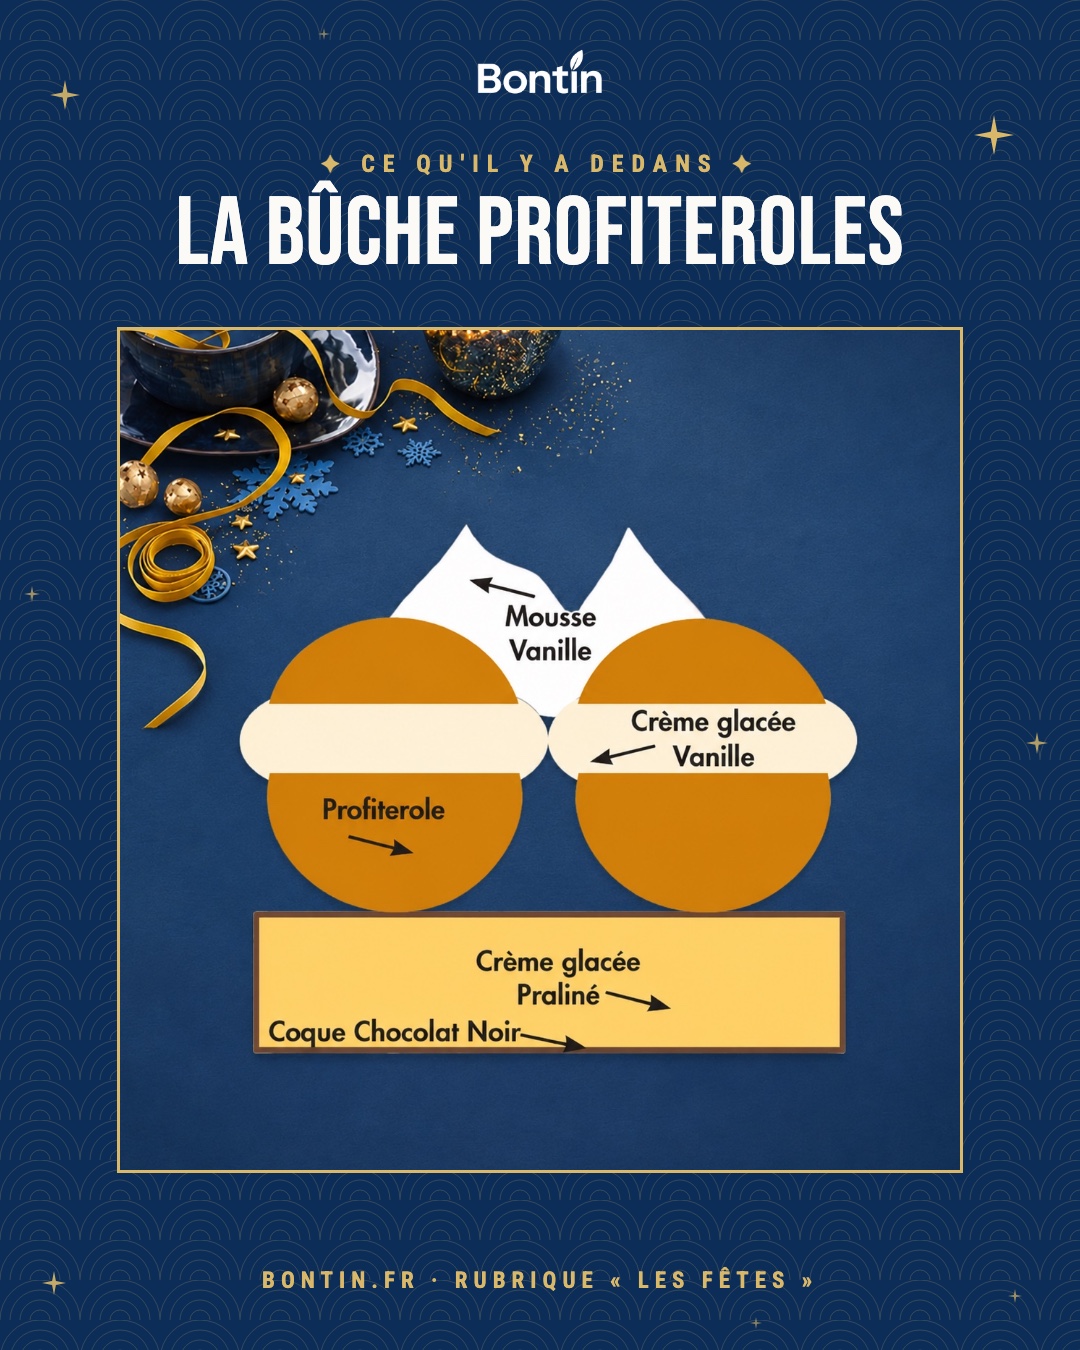 Bontin
✦ CE QU'IL Y A DEDANS ✦
LA BÛCHE PROFITEROLES
Mousse
Vanille
Crème glacée
Vanille
Profiterole
Crème glacée
Praliné
Coque Chocolat Noir
BONTIN.FR · RUBRIQUE « LES FÊTES »